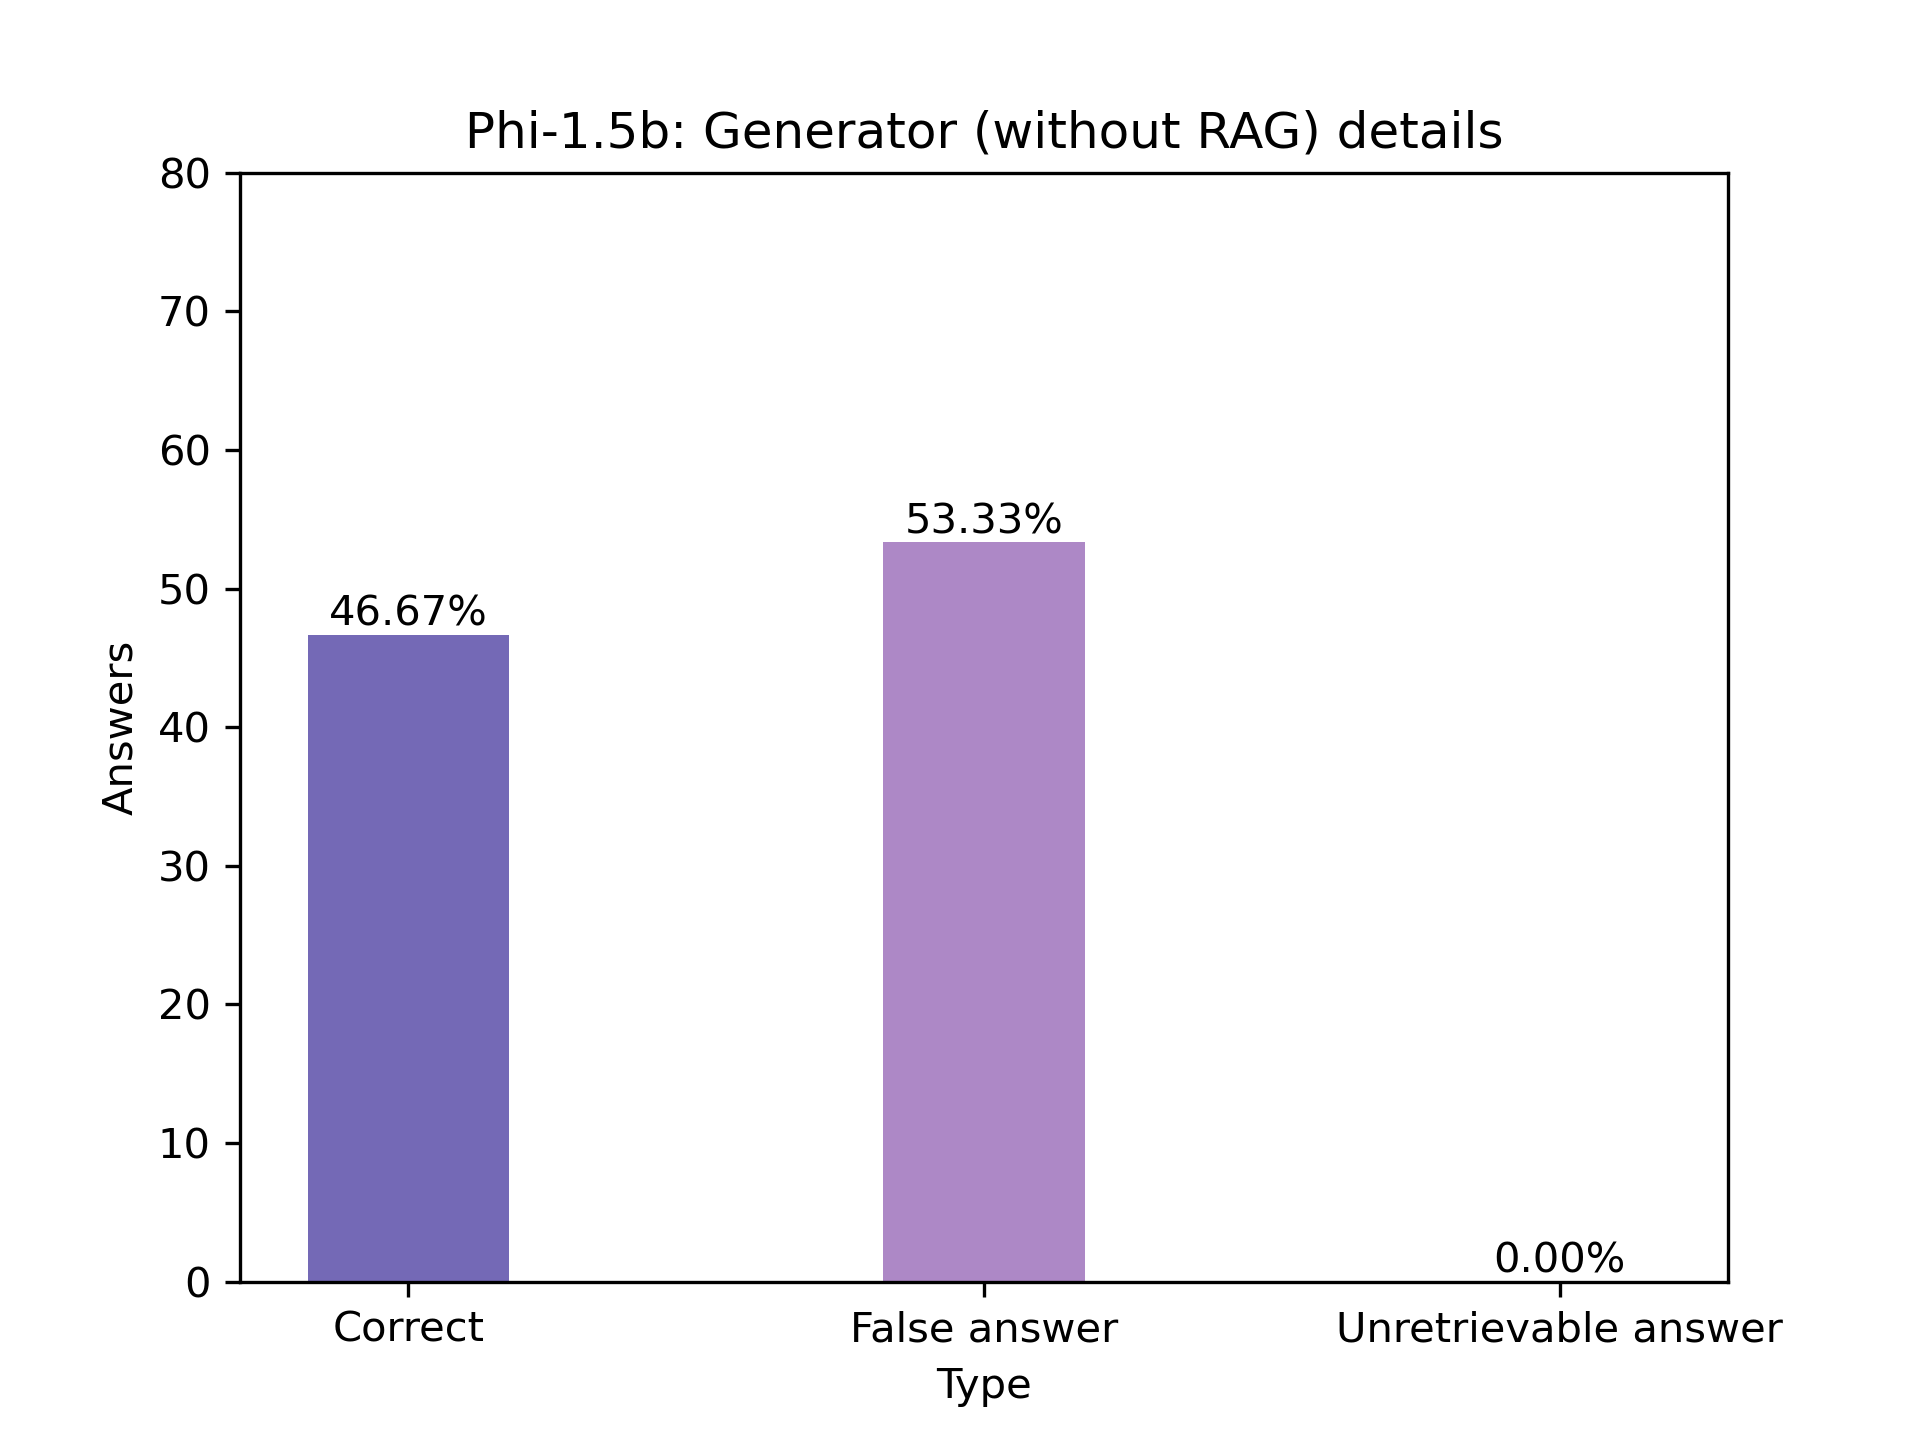 Phi-1.5b: Generator (without RAG) details
80
70
60
50
40
30
20
10
0
Answers
46.67%
53.33%
0.00%
Correct
False answer
Unretrievable answer
Type